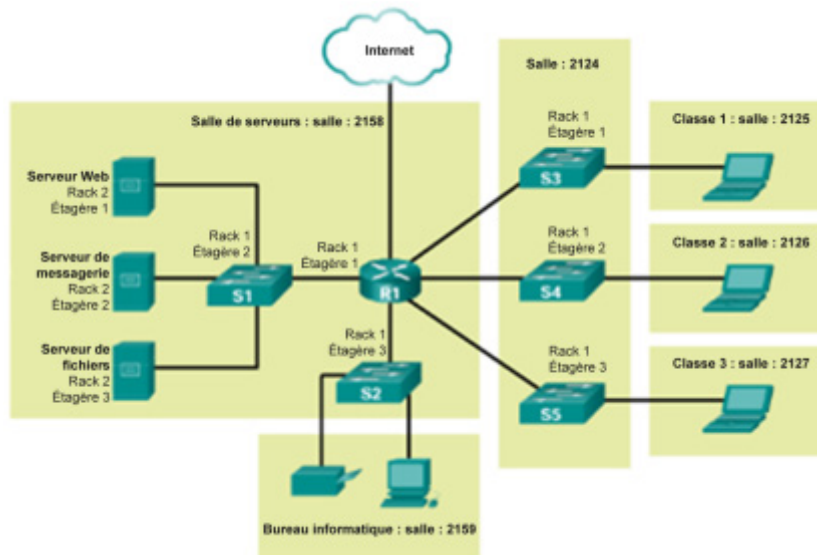 Internet
Salle de serveurs : salle : 2158
Serveur Web
Rack 2
Étagère 1
Serveur de
messagerie
Rack 2
Étagère 2
Serveur de
fichiers
Rack 2
Étagère 3
Rack 1
Étagère 2
S1
Rack 1
Étagère 1
R1
Rack 1
Étagère 3
S2
Bureau informatique : salle : 2159
Salle : 2124
Rack 1
Étagère 1
S3
Rack 1
Étagère 2
S4
Rack 1
Étagère 3
S5
Classe 1 : salle : 2125
Classe 2 : salle : 2126
Classe 3 : salle : 2127